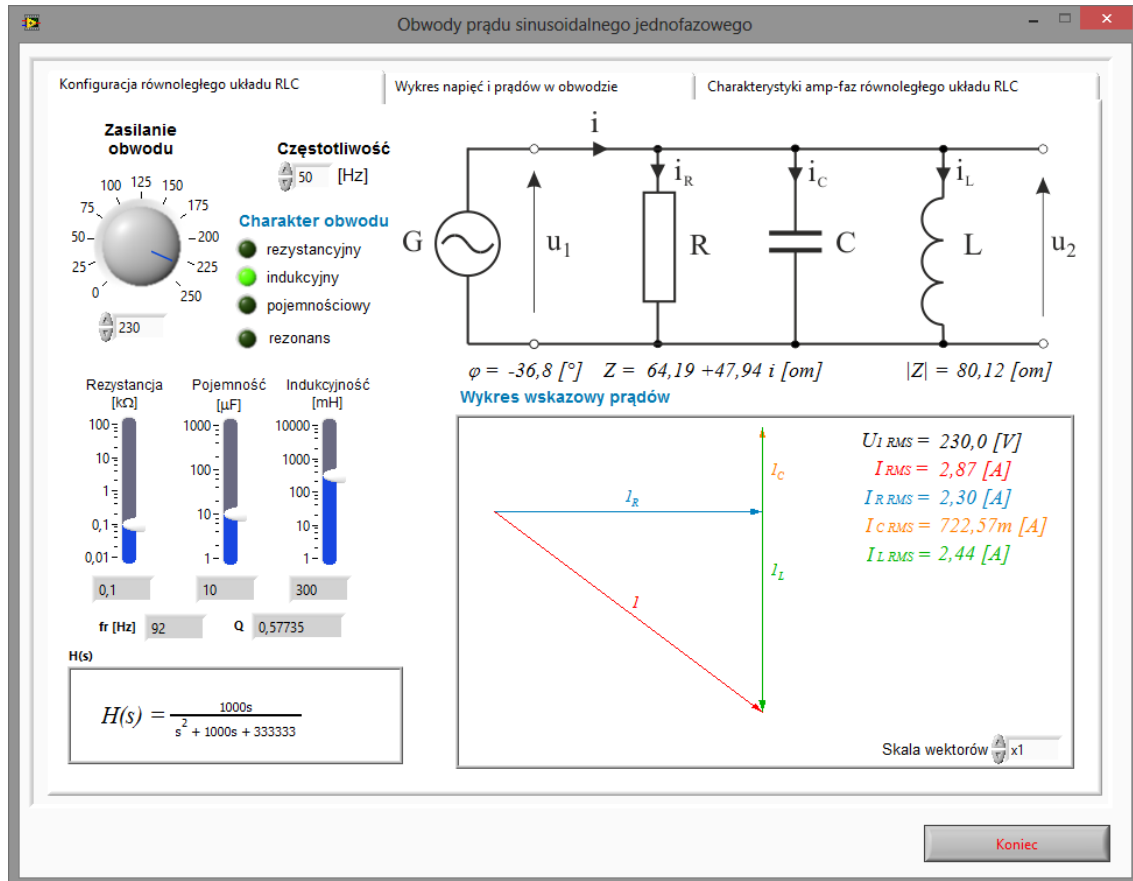 Obwody prądu sinusoidalnego jednofazowego
Konfiguracja równoległego układu RLC
Wykres napięć i prądów w obwodzie
Charakterystyki amp-faz równoległego układu RLC
Zasilanie
obwodu
0 25 50 75 100 125 150 175 200 225 250
230
Częstotliwość
50 [Hz]
Charakter obwodu
rezystancyjny
indukcyjny
pojemnościowy
rezonans
G
i
u1
iR
R
iC
C
iL
L
u2
φ = -36,8 [°] Z = 64,19 +47,94 i [om] |Z| = 80,12 [om]
Rezystancja
[kΩ]
100
10
1
0,1
0,01
0,1
Pojemność
[µF]
1000
100
10
1
10
Indukcyjność
[mH]
10000
1000
100
10
1
300
fr [Hz] 92 Q 0,57735
H(s)
H(s) = 1000s
s2 + 1000s + 333333
Wykres wskazowy prądów
IR
IC
IL
I
U1 RMS = 230,0 [V]
I RMS = 2,87 [A]
I R RMS = 2,30 [A]
I C RMS = 722,57m [A]
I L RMS = 2,44 [A]
Skala wektorów x1
Koniec